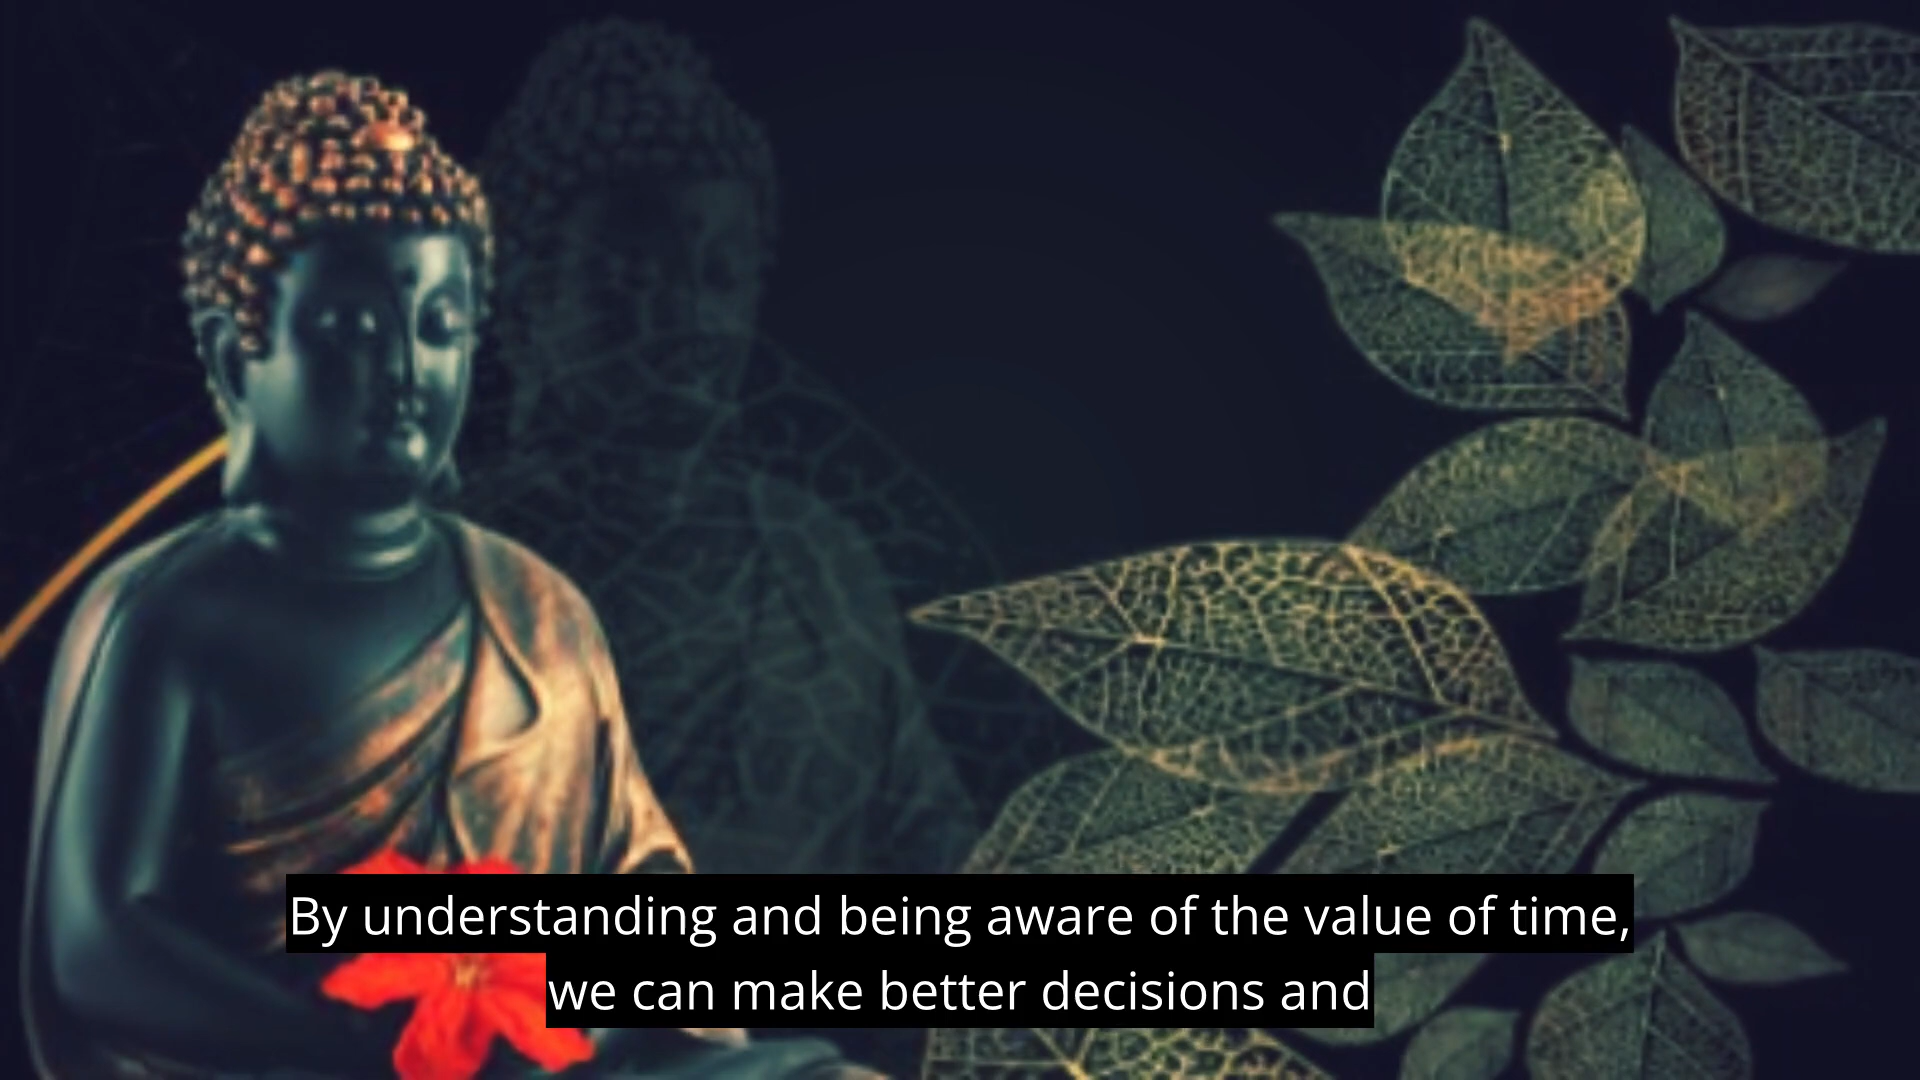 By understanding and being aware of the value of time,
we can make better decisions and